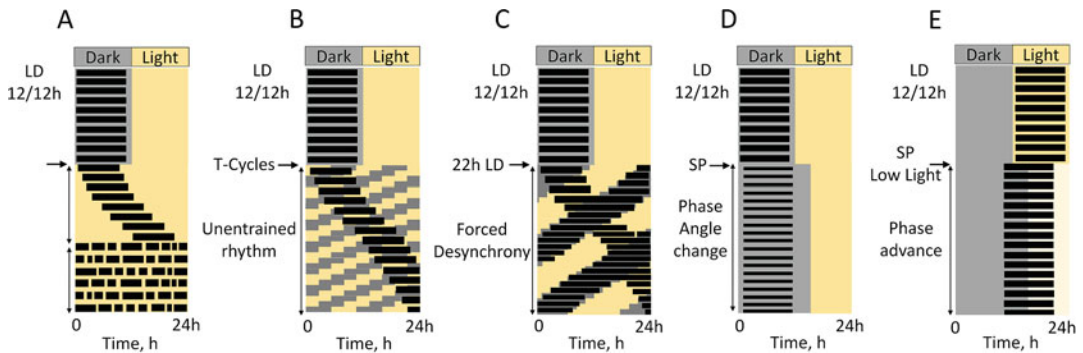 A
Dark Light
LD
12/12h
0 24h
Time, h
B
Dark Light
LD
12/12h
T-Cycles
Unentrained
rhythm
0 24h
Time, h
C
Dark Light
LD
12/12h
22h LD
Forced
Desynchrony
0 24h
Time, h
D
Dark Light
LD
12/12h
SP
Phase
Angle
change
0 24h
Time, h
E
Dark Light
LD
12/12h
SP
Low Light
Phase
advance
0 24h
Time, h